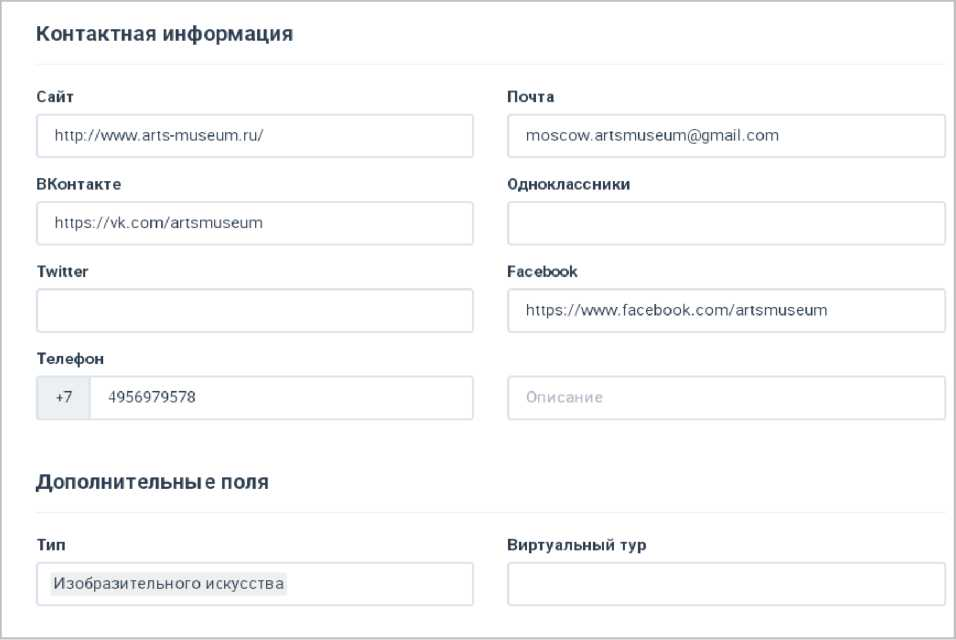 Контактная информация
Сайт
Почта
http://www.arts-museum.ru/
moscow.artsmuseum@gmail.com
ВКонтакте
Одноклассники
https://vk.com/artsmuseum
Twitter
Facebook
https://www.facebook.com/artsmuseum
Телефон
+7 4956979578
Описание
Дополнительные поля
Тип
Виртуальный тур
Изобразительного искусства